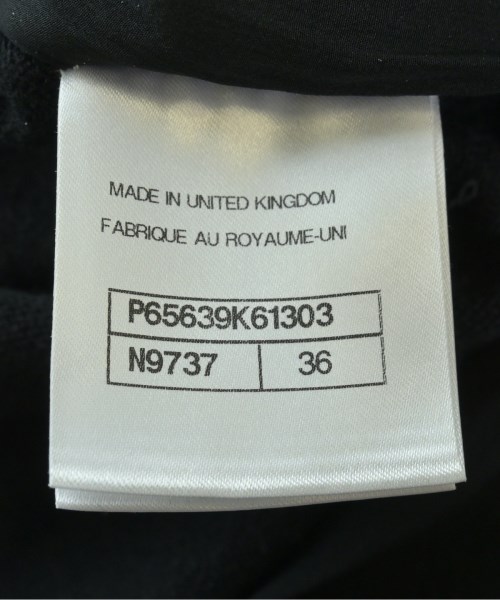 MADE IN UNITED KINGDOM
FABRIQUE AU ROYAUME-UNI
P65639K61303
N9737 36